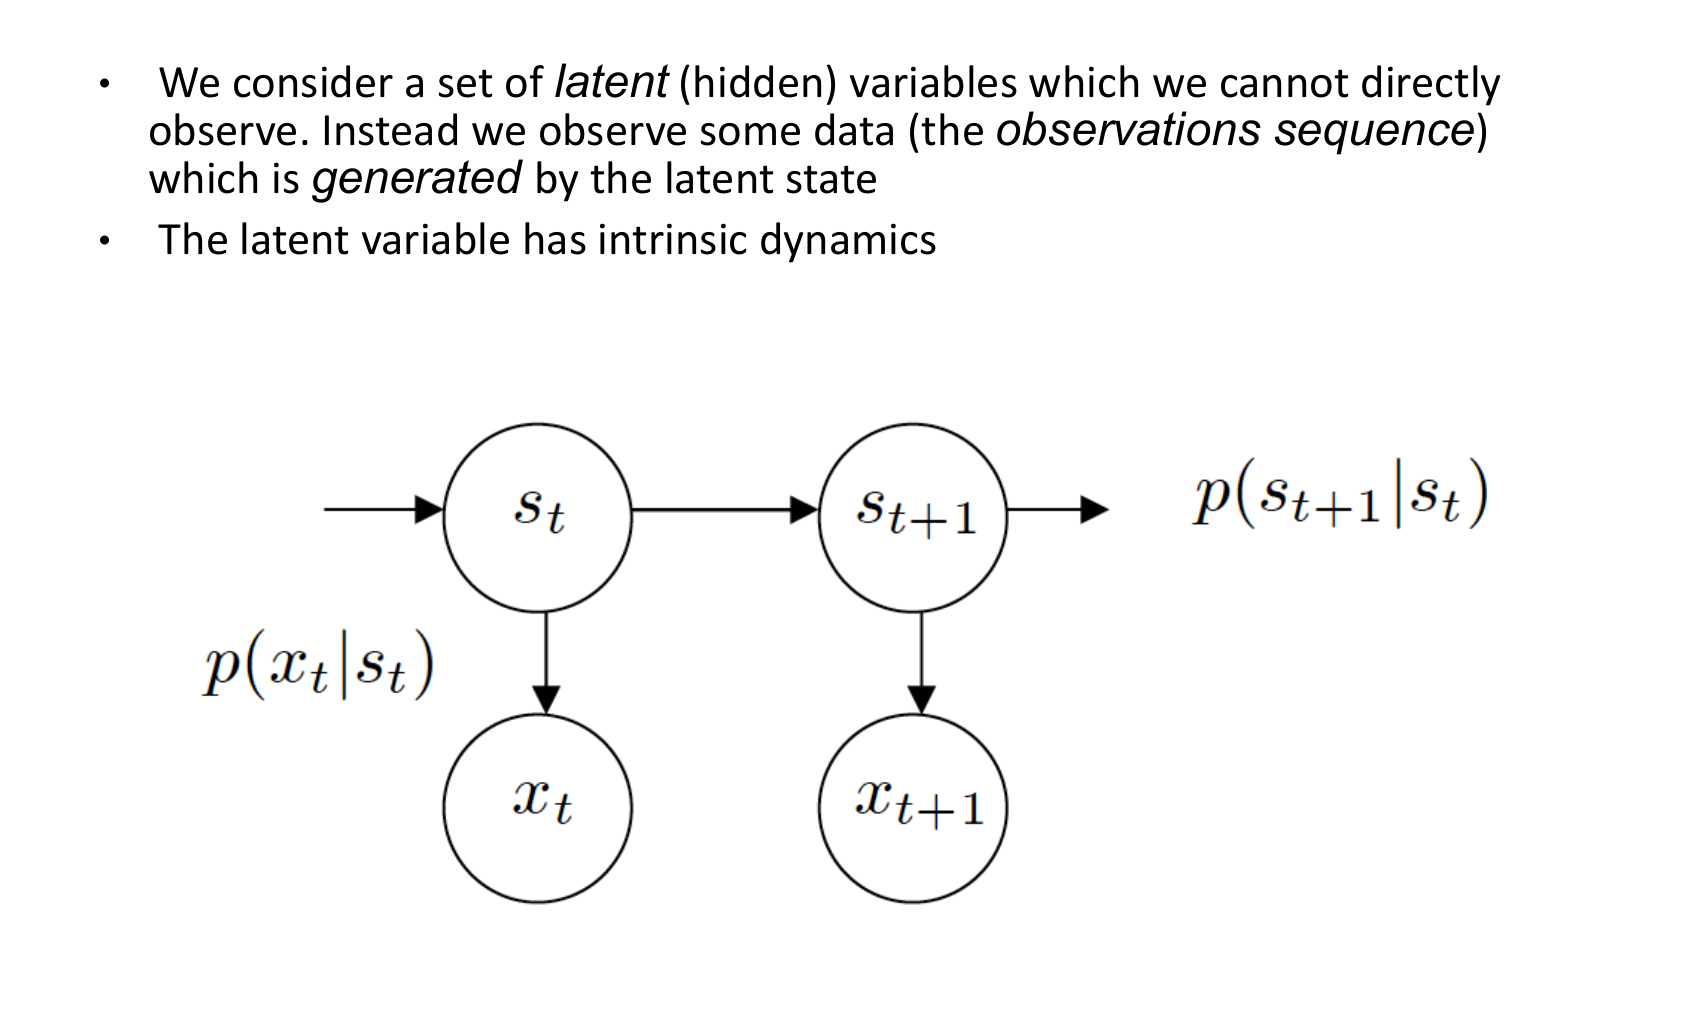 • We consider a set of latent (hidden) variables which we cannot directly
observe. Instead we observe some data (the observations sequence)
which is generated by the latent state
• The latent variable has intrinsic dynamics
s_t
s_{t+1}
p(s_{t+1}|s_t)
p(x_t|s_t)
x_t
x_{t+1}